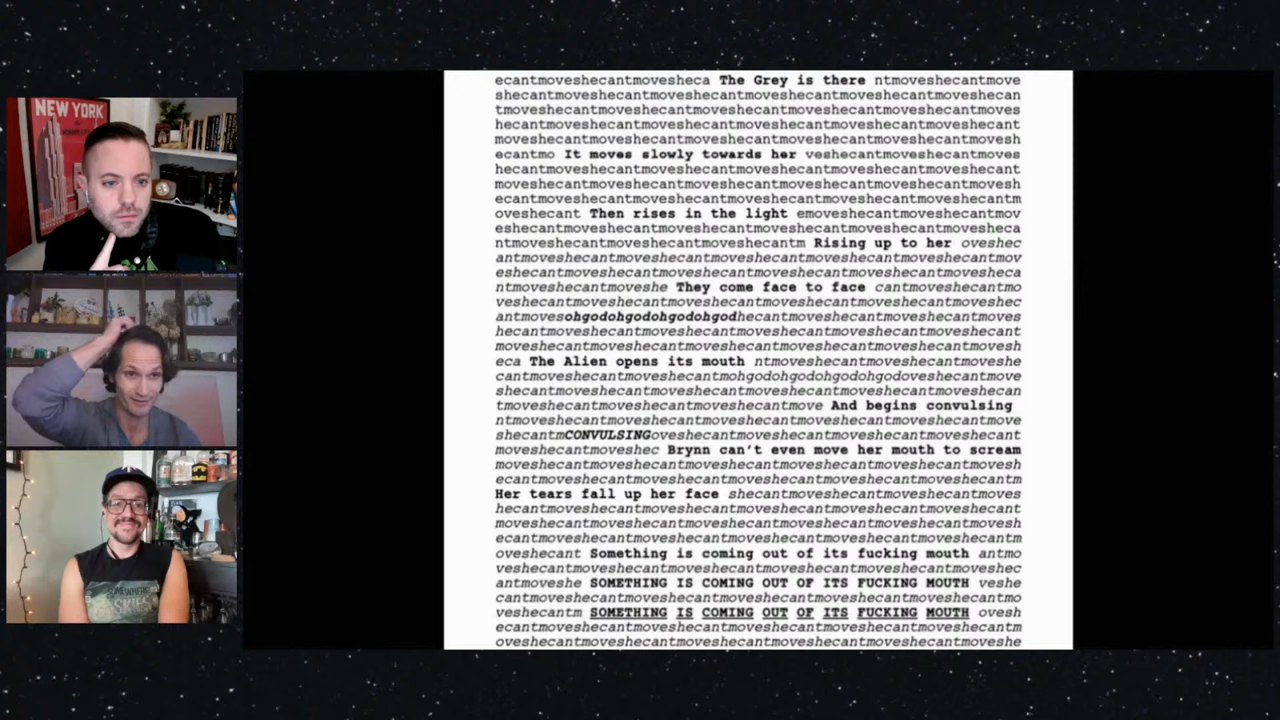 NEW YORK
SOMEWHERE
SKIES
ecantmoveshecantmovesheca The Grey is there ntmoveshecantmove
shecantmoveshecantmoveshecantmoveshecantmoveshecantmoveshecan
tmoveshecantmoveshecantmoveshecantmoveshecantmoveshecantmoves
hecantmoveshecantmoveshecantmoveshecantmoveshecantmoveshecant
moveshecantmoveshecantmoveshecantmoveshecantmoveshecantmovesh
ecantmo It moves slowly towards her veshecantmoveshecantmoves
hecantmoveshecantmoveshecantmoveshecantmoveshecantmoveshecant
moveshecantmoveshecantmoveshecantmoveshecantmoveshecantmovesh
ecantmoveshecantmoveshecantmoveshecantmoveshecantmoveshecantm
oveshecant Then rises in the light emoveshecantmoveshecantmov
eshecantmoveshecantmoveshecantmoveshecantmoveshecantmovesheca
ntmoveshecantmoveshecantmoveshecantm Rising up to her oveshec
antmoveshecantmoveshecantmoveshecantmoveshecantmoveshecantmov
eshecantmoveshecantmoveshecantmoveshecantmoveshecantmovesheca
ntmoveshecantmoveshe They come face to face cantmoveshecantmo
veshecantmoveshecantmoveshecantmoveshecantmoveshecantmoveshec
antmovesohgodohgodohgodohgodhecantmoveshecantmoveshecantmoves
hecantmoveshecantmoveshecantmoveshecantmoveshecantmoveshecant
moveshecantmoveshecantmoveshecantmoveshecantmoveshecantmovesh
eca The Alien opens its mouth ntmoveshecantmoveshecantmoveshe
cantmoveshecantmoveshecantmohgodohgodohgodohgodoveshecantmove
shecantmoveshecantmoveshecantmoveshecantmoveshecantmoveshecan
tmoveshecantmoveshecantmoveshecantmove And begins convulsing
ntmoveshecantmoveshecantmoveshecantmoveshecantmoveshecantmove
shecantmCONVULSINGoveshecantmoveshecantmoveshecantmoveshecant
moveshecantmoveshec Brynn can't even move her mouth to scream
moveshecantmoveshecantmoveshecantmoveshecantmoveshecantmovesh
ecantmoveshecantmoveshecantmoveshecantmoveshecantmoveshecantm
Her tears fall up her face shecantmoveshecantmoveshecantmoves
hecantmoveshecantmoveshecantmoveshecantmoveshecantmoveshecant
moveshecantmoveshecantmoveshecantmoveshecantmoveshecantmovesh
ecantmoveshecantmoveshecantmoveshecantmoveshecantmoveshecantm
oveshecant Something is coming out of its fucking mouth antmo
veshecantmoveshecantmoveshecantmoveshecantmoveshecantmoveshec
antmoveshe SOMETHING IS COMING OUT OF ITS FUCKING MOUTH veshe
cantmoveshecantmoveshecantmoveshecantmoveshecantmoveshecantmo
veshecantm SOMETHING IS COMING OUT OF ITS FUCKING MOUTH ovesh
ecantmoveshecantmoveshecantmoveshecantmoveshecantmoveshecantm
oveshecantmoveshecantmoveshecantmoveshecantmoveshecantmoveshe